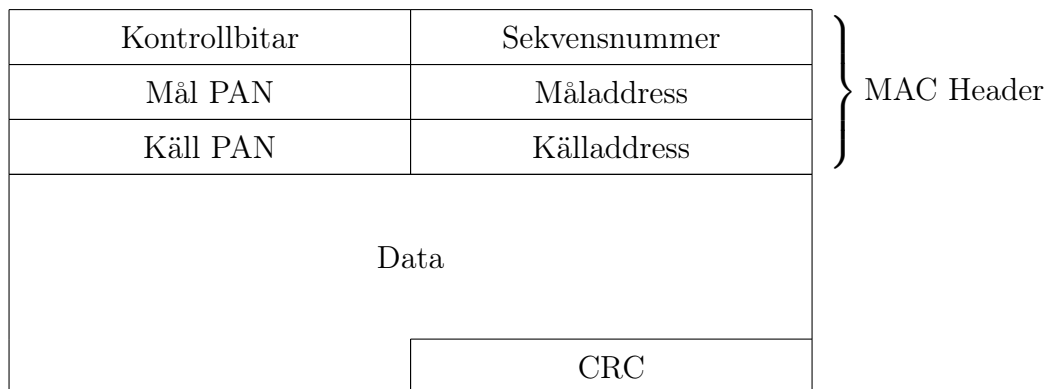 Kontrollbitar Sekvensnummer
Mål PAN Måladdress
MAC Header
Käll PAN Källaddress
Data
CRC